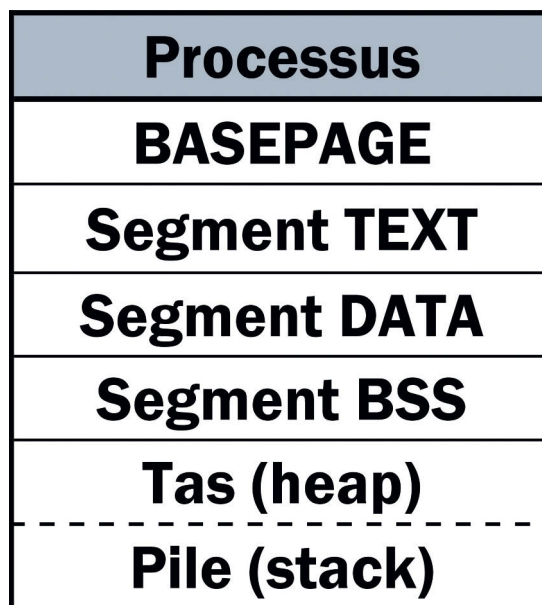 Processus
BASEPAGE
Segment TEXT
Segment DATA
Segment BSS
Tas (heap)
Pile (stack)